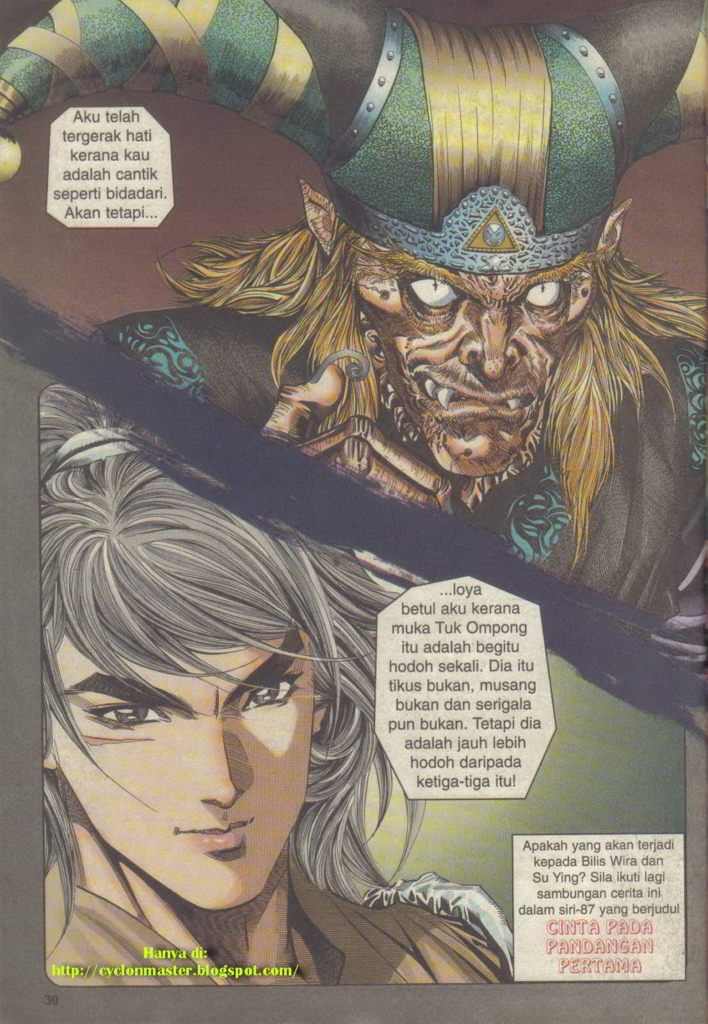 Aku telah
tergerak hati
kerana kau
adalah cantik
seperti bidadari.
Akan tetapi...
...loya
betul aku kerana
muka Tuk Ompong
itu adalah begitu
hodoh sekali. Dia itu
tikus bukan, musang
bukan dan serigala
pun bukan. Tetapi dia
adalah jauh lebih
hodoh daripada
ketiga-tiga itu!
Apakah yang akan terjadi
kepada Bilis Wira dan
Su Ying? Sila ikuti lagi
sambungan cerita ini
dalam siri-87 yang berjudul
CINTA PADA
PANDANGAN
PERTAMA
Hanya di:
http://cyclonmaster.blogspot.com/
30